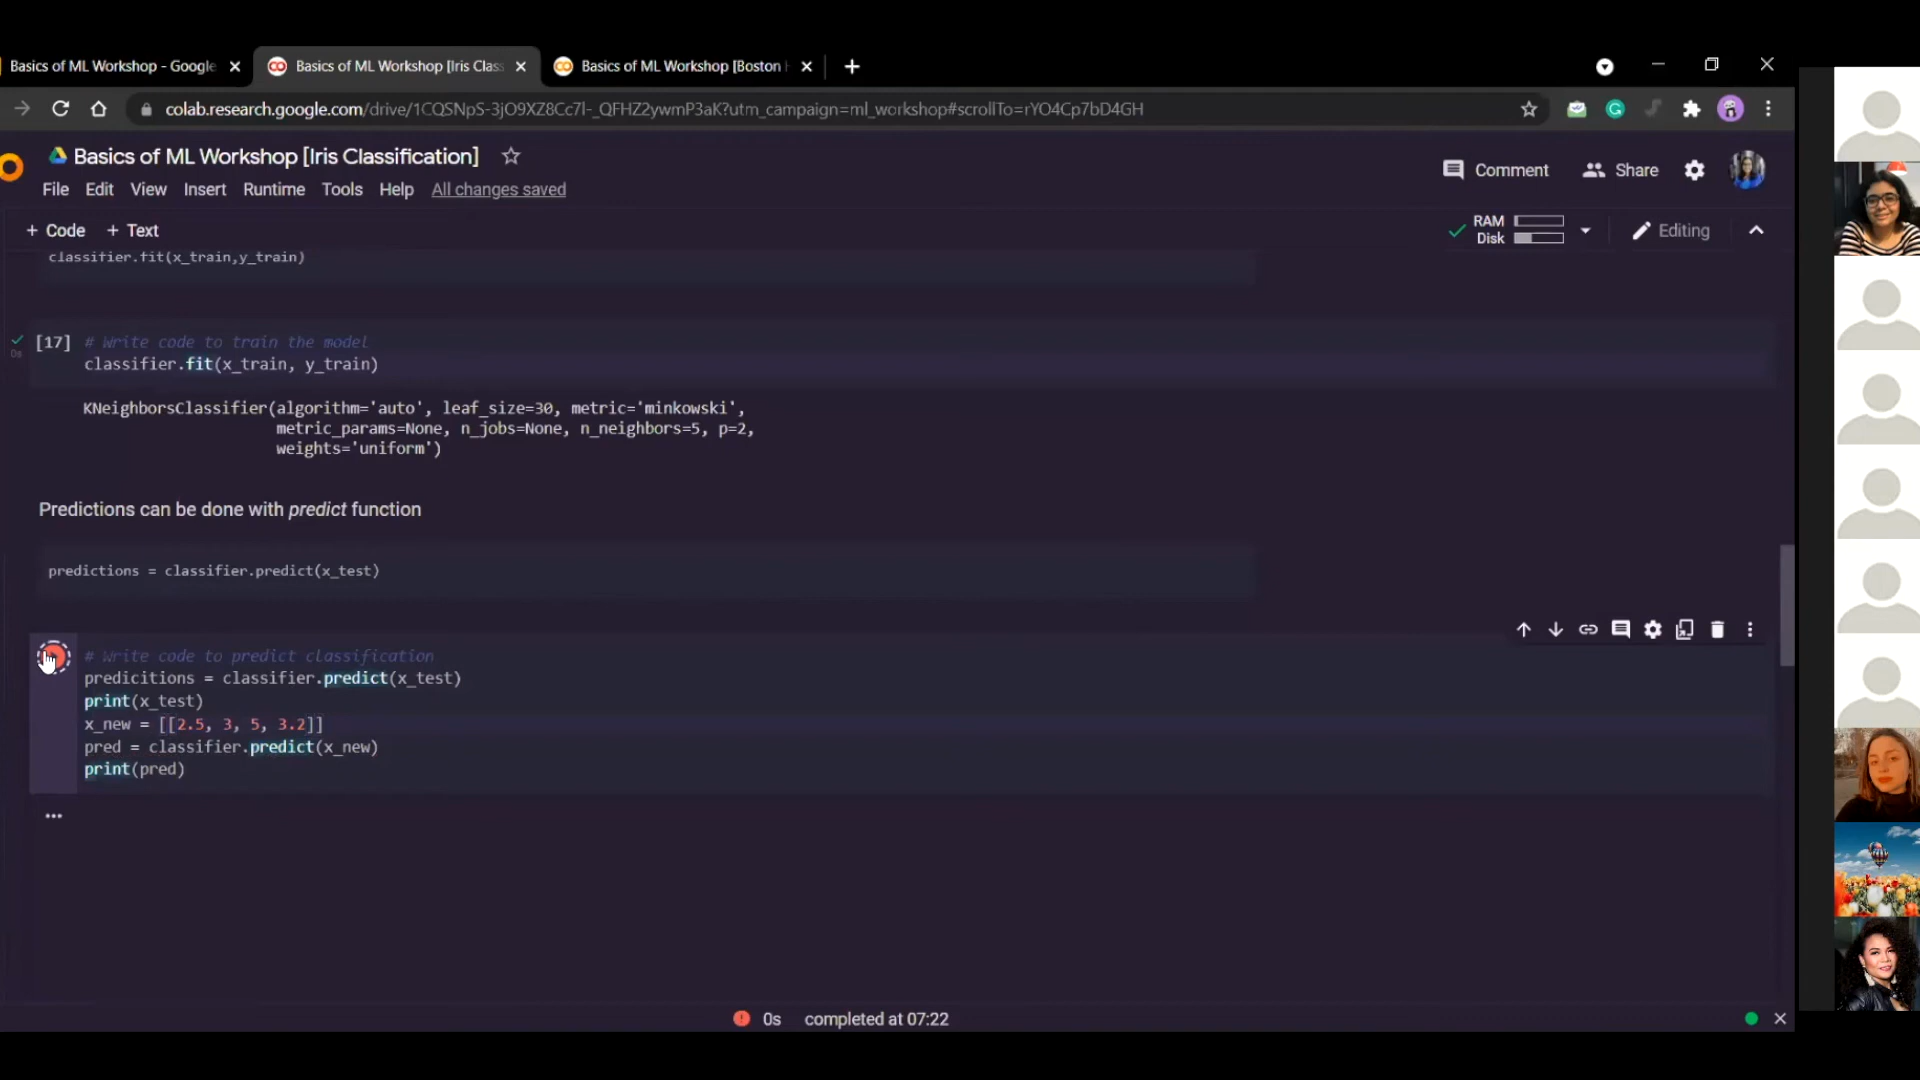 Basics of ML Workshop - Google
Basics of ML Workshop [Iris Class
Basics of ML Workshop [Boston H
colab.research.google.com/drive/1CQSNpS-3jO9XZ8Cc7l-_QFHZ2ywmP3aK?utm_campaign=ml_workshop#scrollTo=rYO4Cp7bD4GH
Basics of ML Workshop [Iris Classification]
Comment
Share
File Edit View Insert Runtime Tools Help All changes saved
+ Code + Text
RAM
Disk
Editing
classifier.fit(x_train,y_train)
[17] # Write code to train the model
0s
classifier.fit(x_train, y_train)
KNeighborsClassifier(algorithm='auto', leaf_size=30, metric='minkowski',
metric_params=None, n_jobs=None, n_neighbors=5, p=2,
weights='uniform')
Predictions can be done with predict function
predictions = classifier.predict(x_test)
# Write code to predict classification
predicitions = classifier.predict(x_test)
print(x_test)
x_new = [[2.5, 3, 5, 3.2]]
pred = classifier.predict(x_new)
print(pred)
...
0s completed at 07:22